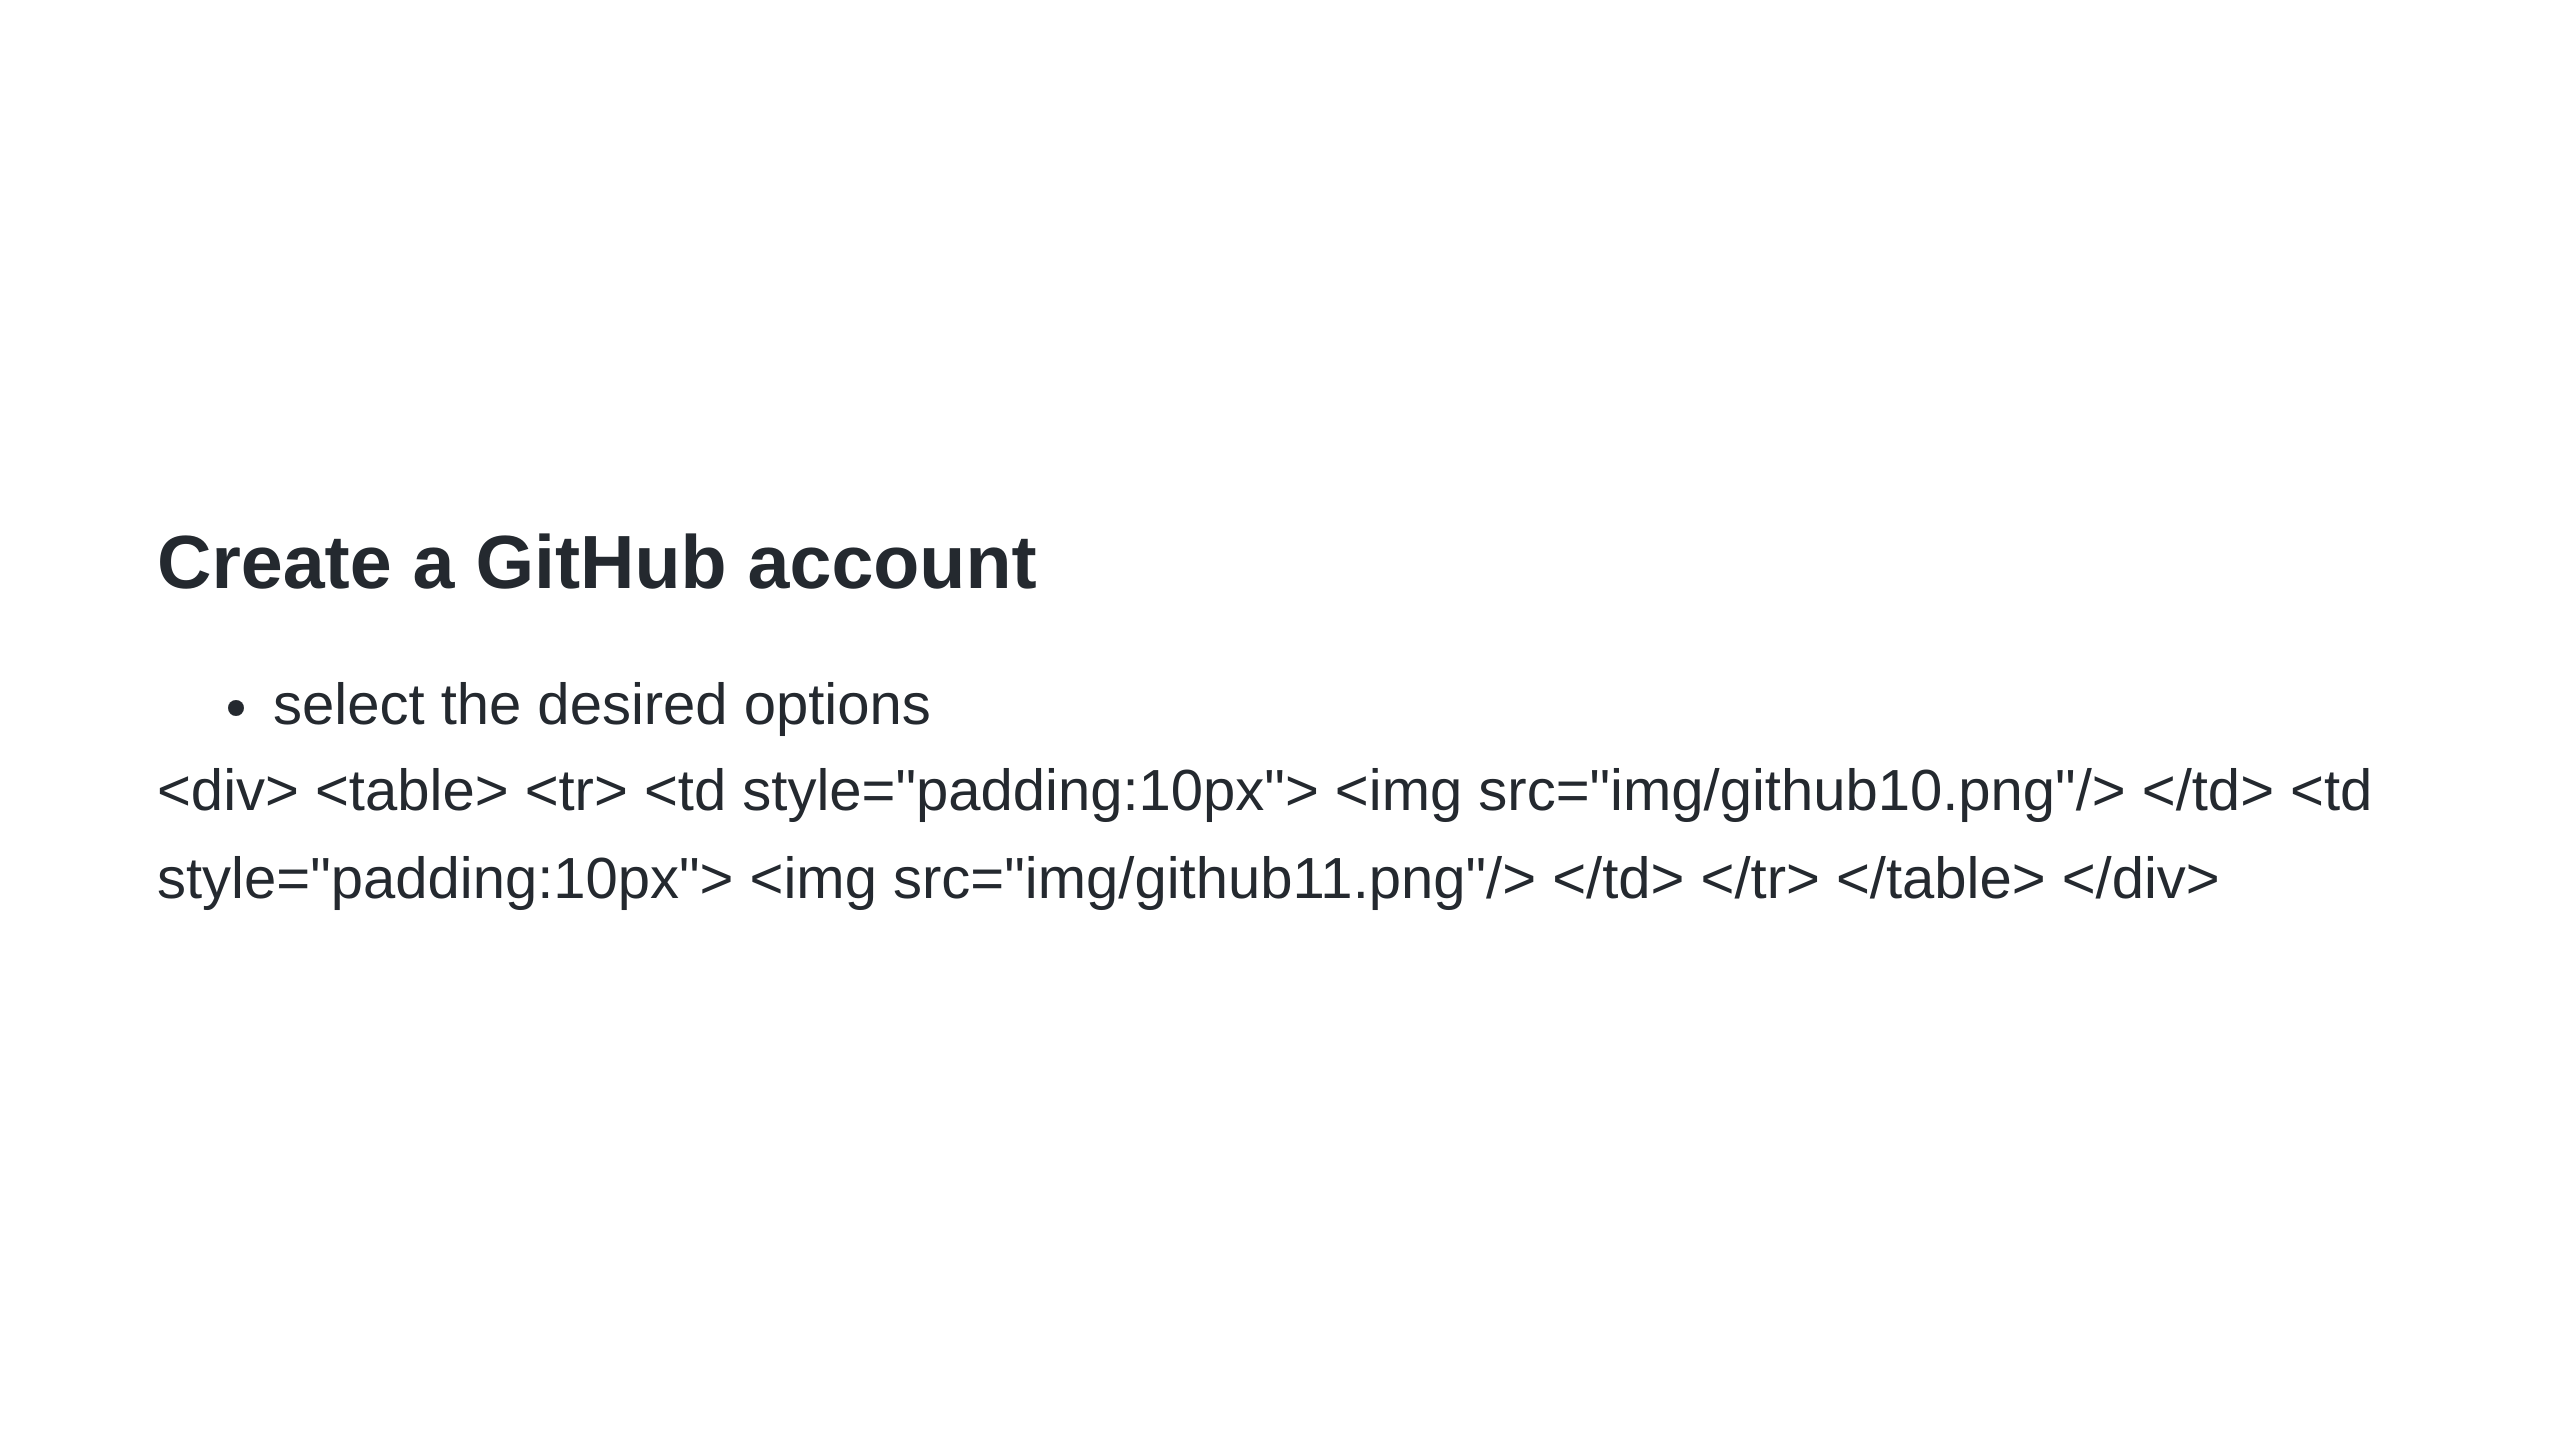 Create a GitHub account
• select the desired options
<div> <table> <tr> <td style="padding:10px"> <img src="img/github10.png"/> </td> <td
style="padding:10px"> <img src="img/github11.png"/> </td> </tr> </table> </div>